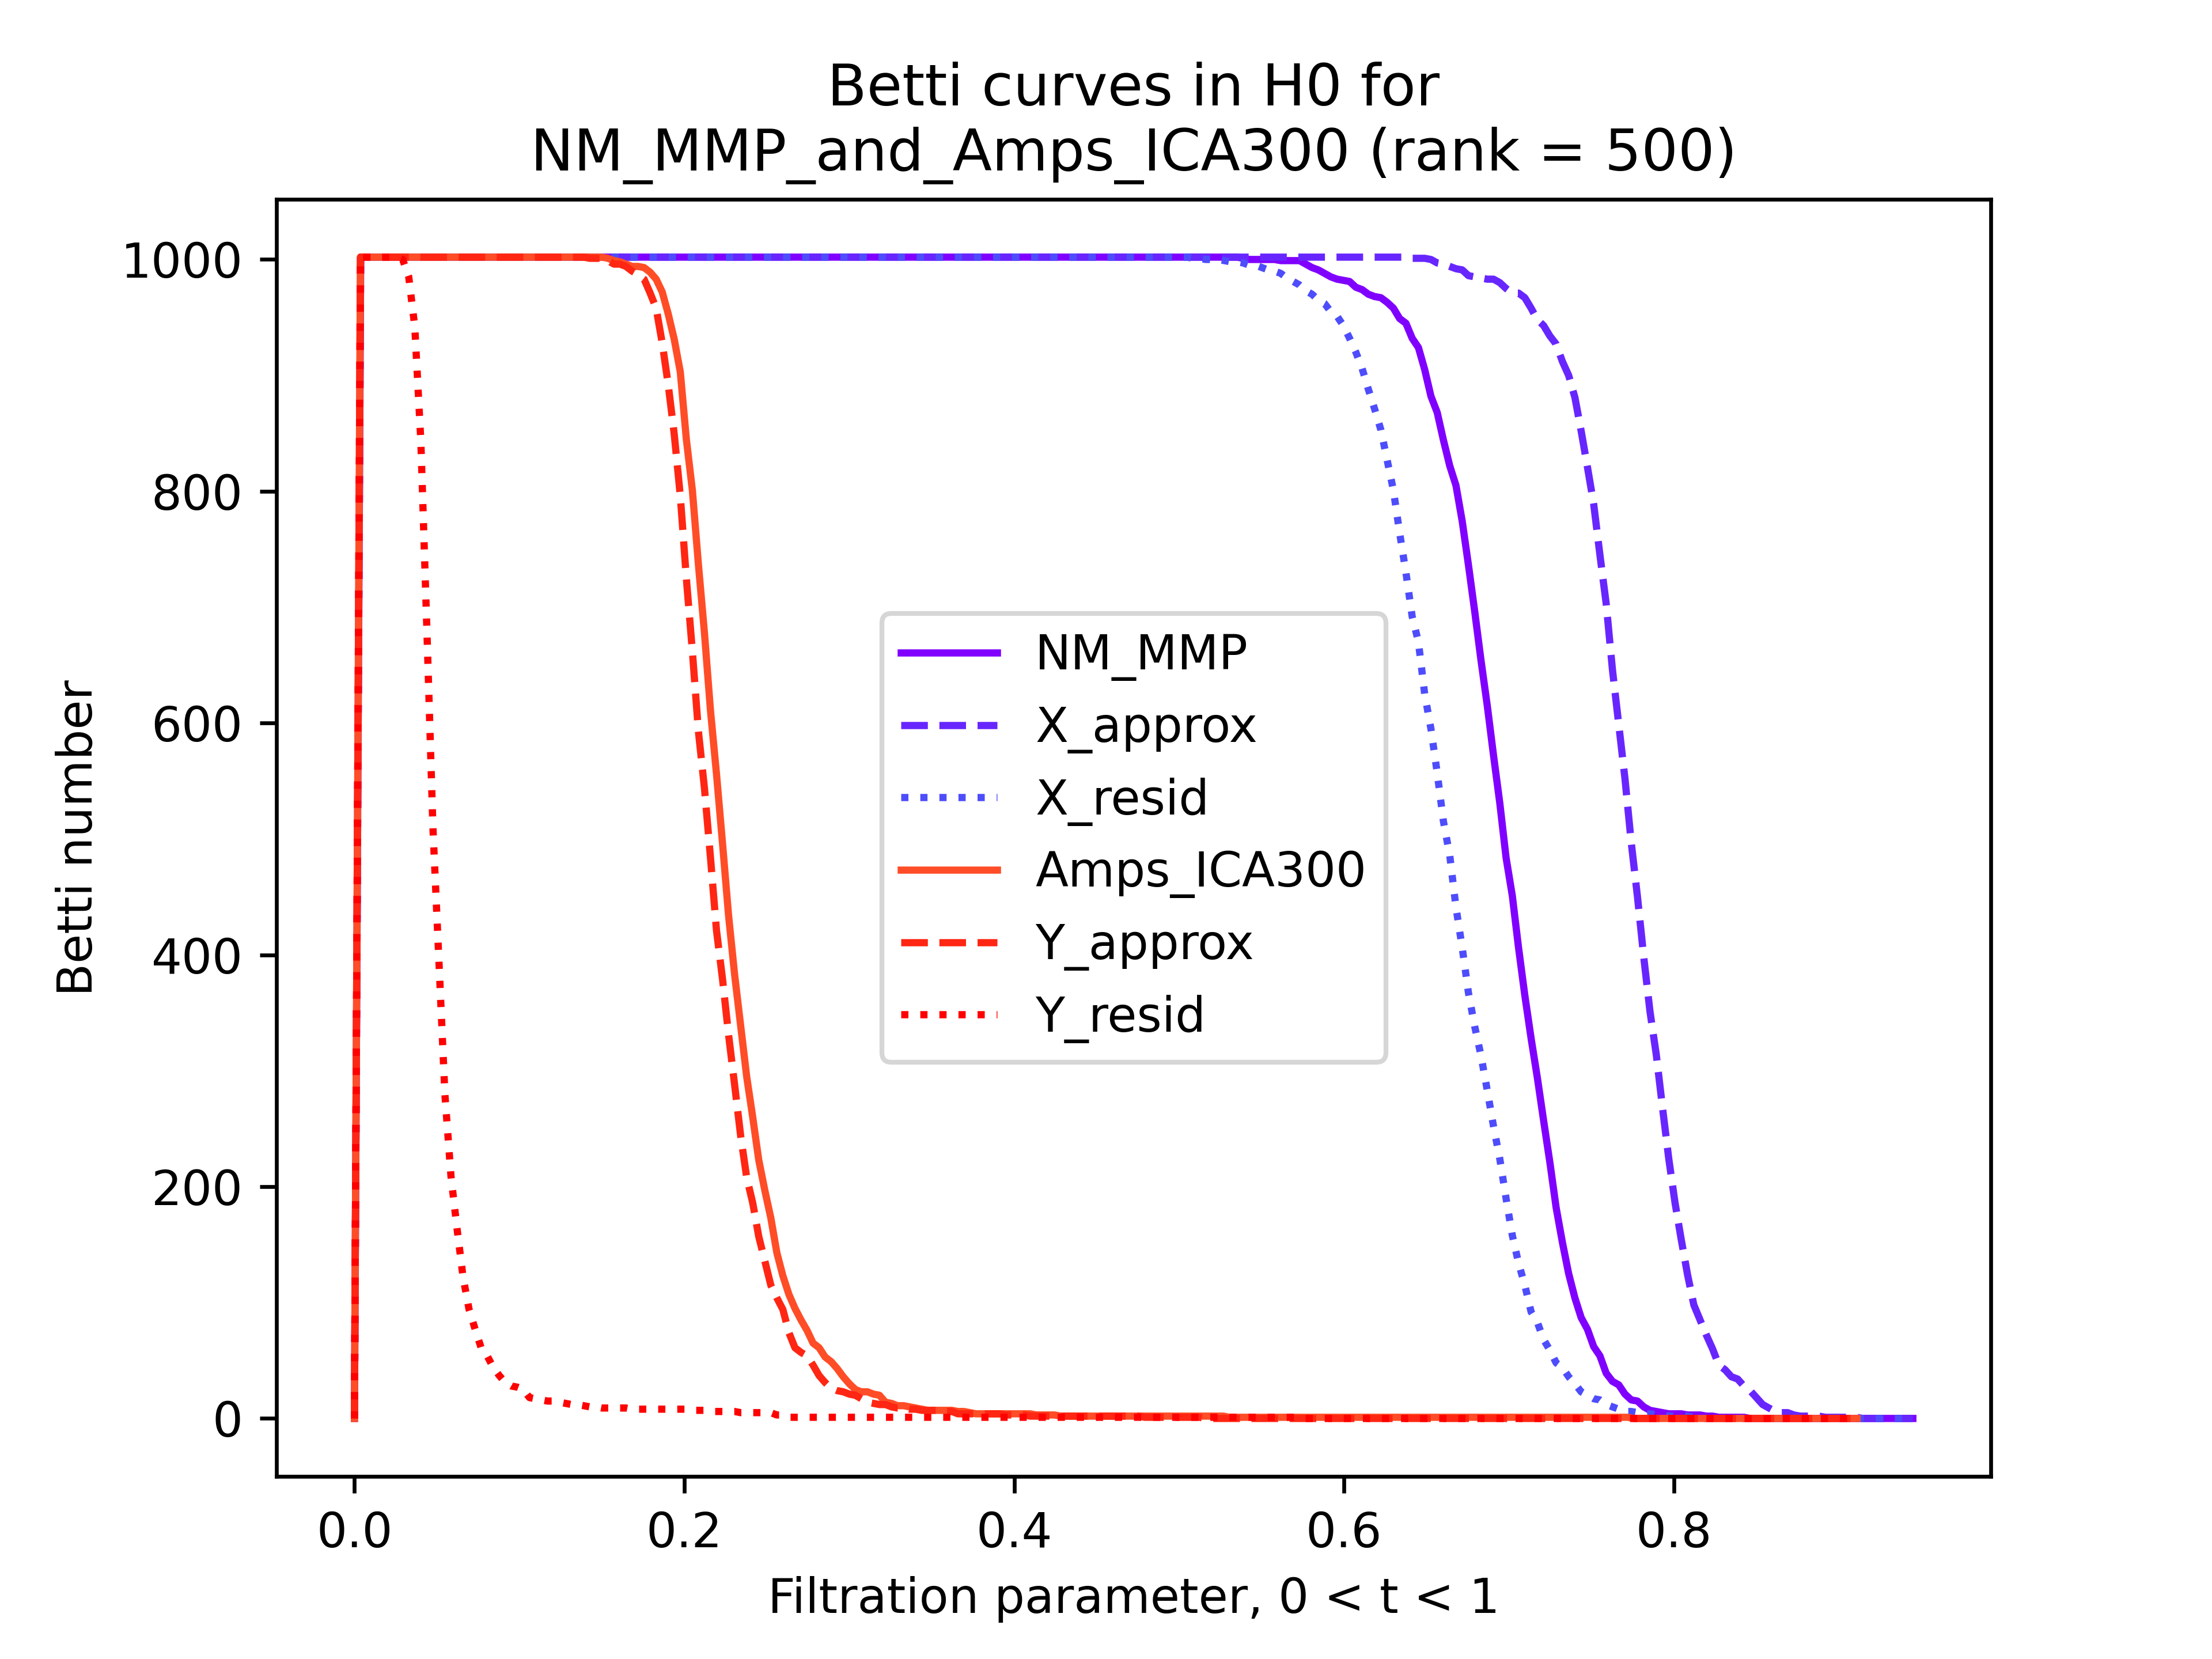 Betti curves in H0 for
NM_MMP_and_Amps_ICA300 (rank = 500)
1000
800
600
400
200
0
Betti number
NM_MMP
X_approx
X_resid
Amps_ICA300
Y_approx
Y_resid
0.0 0.2 0.4 0.6 0.8
Filtration parameter, 0 < t < 1